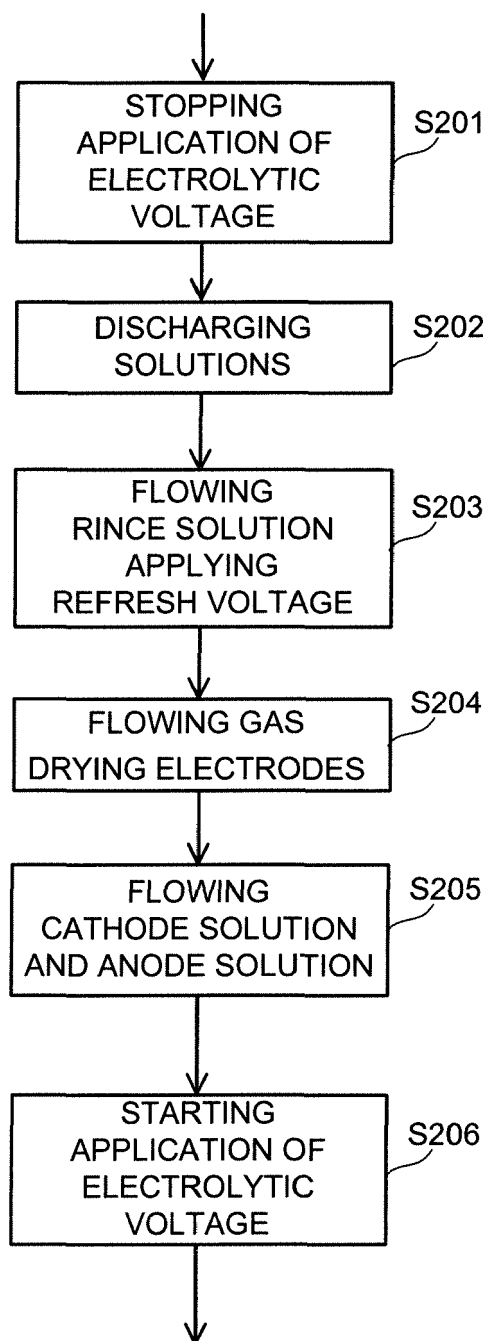 STOPPING
APPLICATION OF
ELECTROLYTIC
VOLTAGE
S201
DISCHARGING
SOLUTIONS
S202
FLOWING
RINCE SOLUTION
APPLYING
REFRESH VOLTAGE
S203
FLOWING GAS
DRYING ELECTRODES
S204
FLOWING
CATHODE SOLUTION
AND ANODE SOLUTION
S205
STARTING
APPLICATION OF
ELECTROLYTIC
VOLTAGE
S206